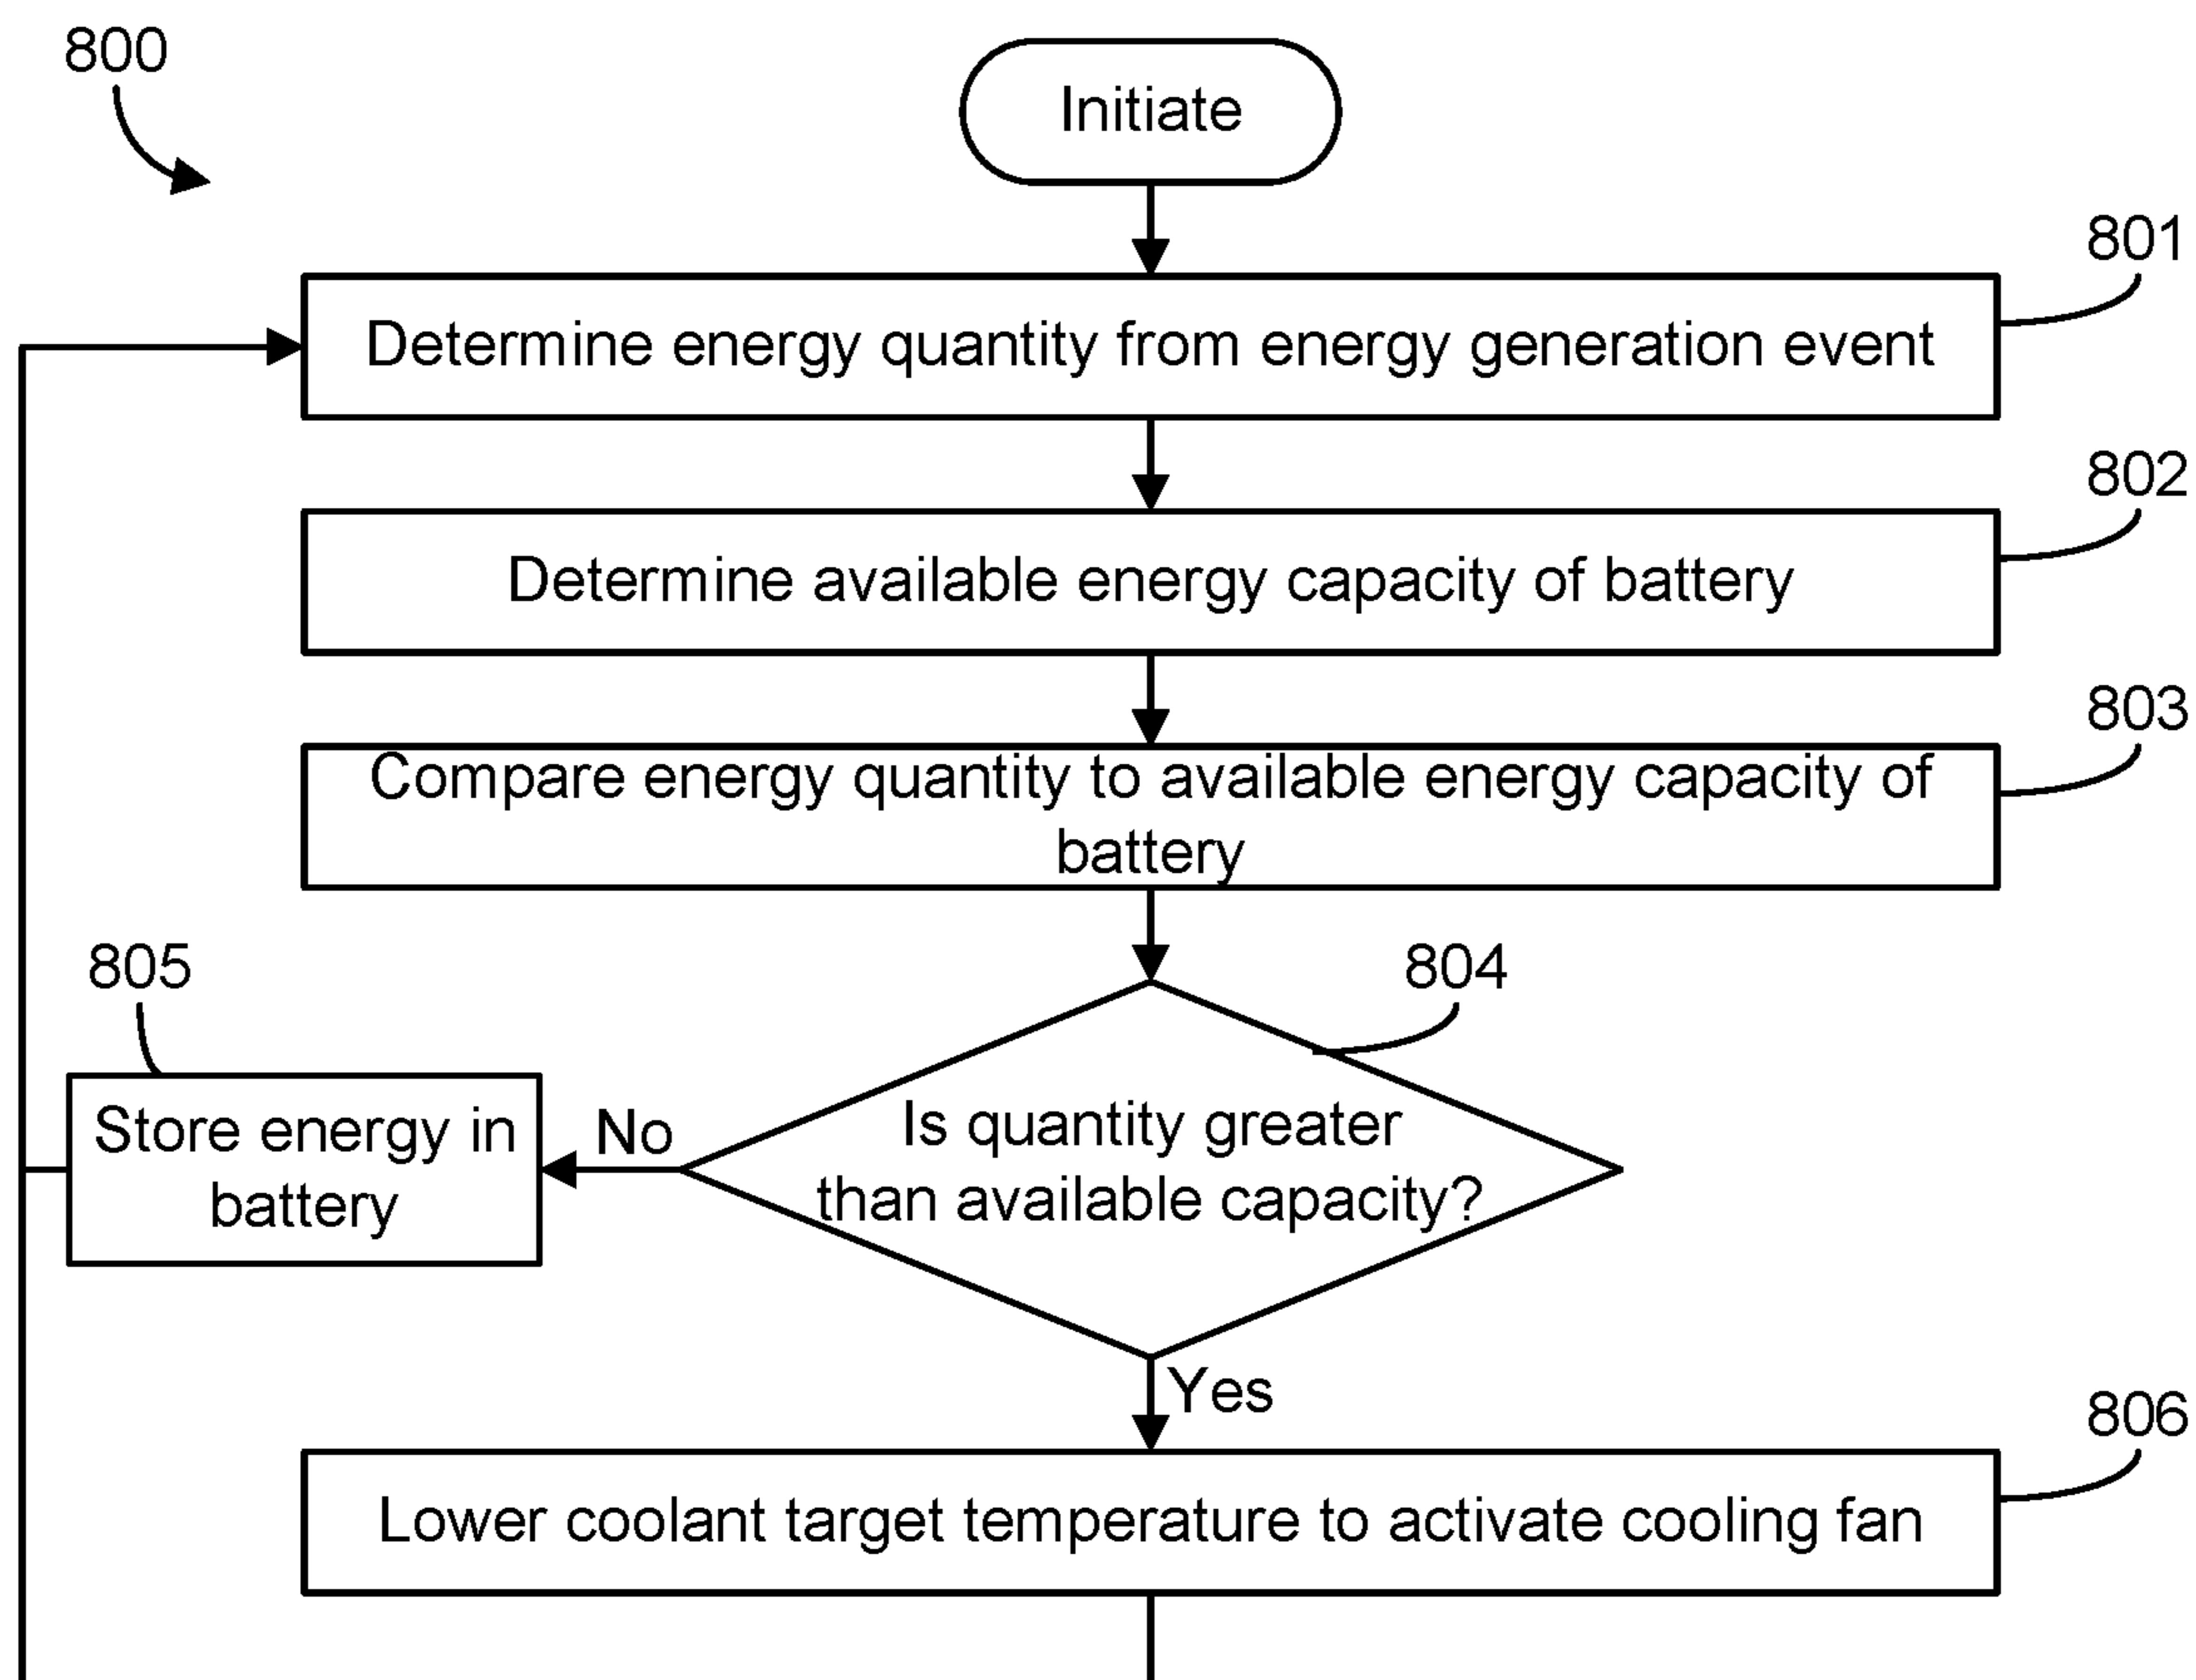 800
Initiate
801
Determine energy quantity from energy generation event
802
Determine available energy capacity of battery
803
Compare energy quantity to available energy capacity of
battery
804
Is quantity greater
than available capacity?
No
805
Store energy in
battery
Yes
806
Lower coolant target temperature to activate cooling fan